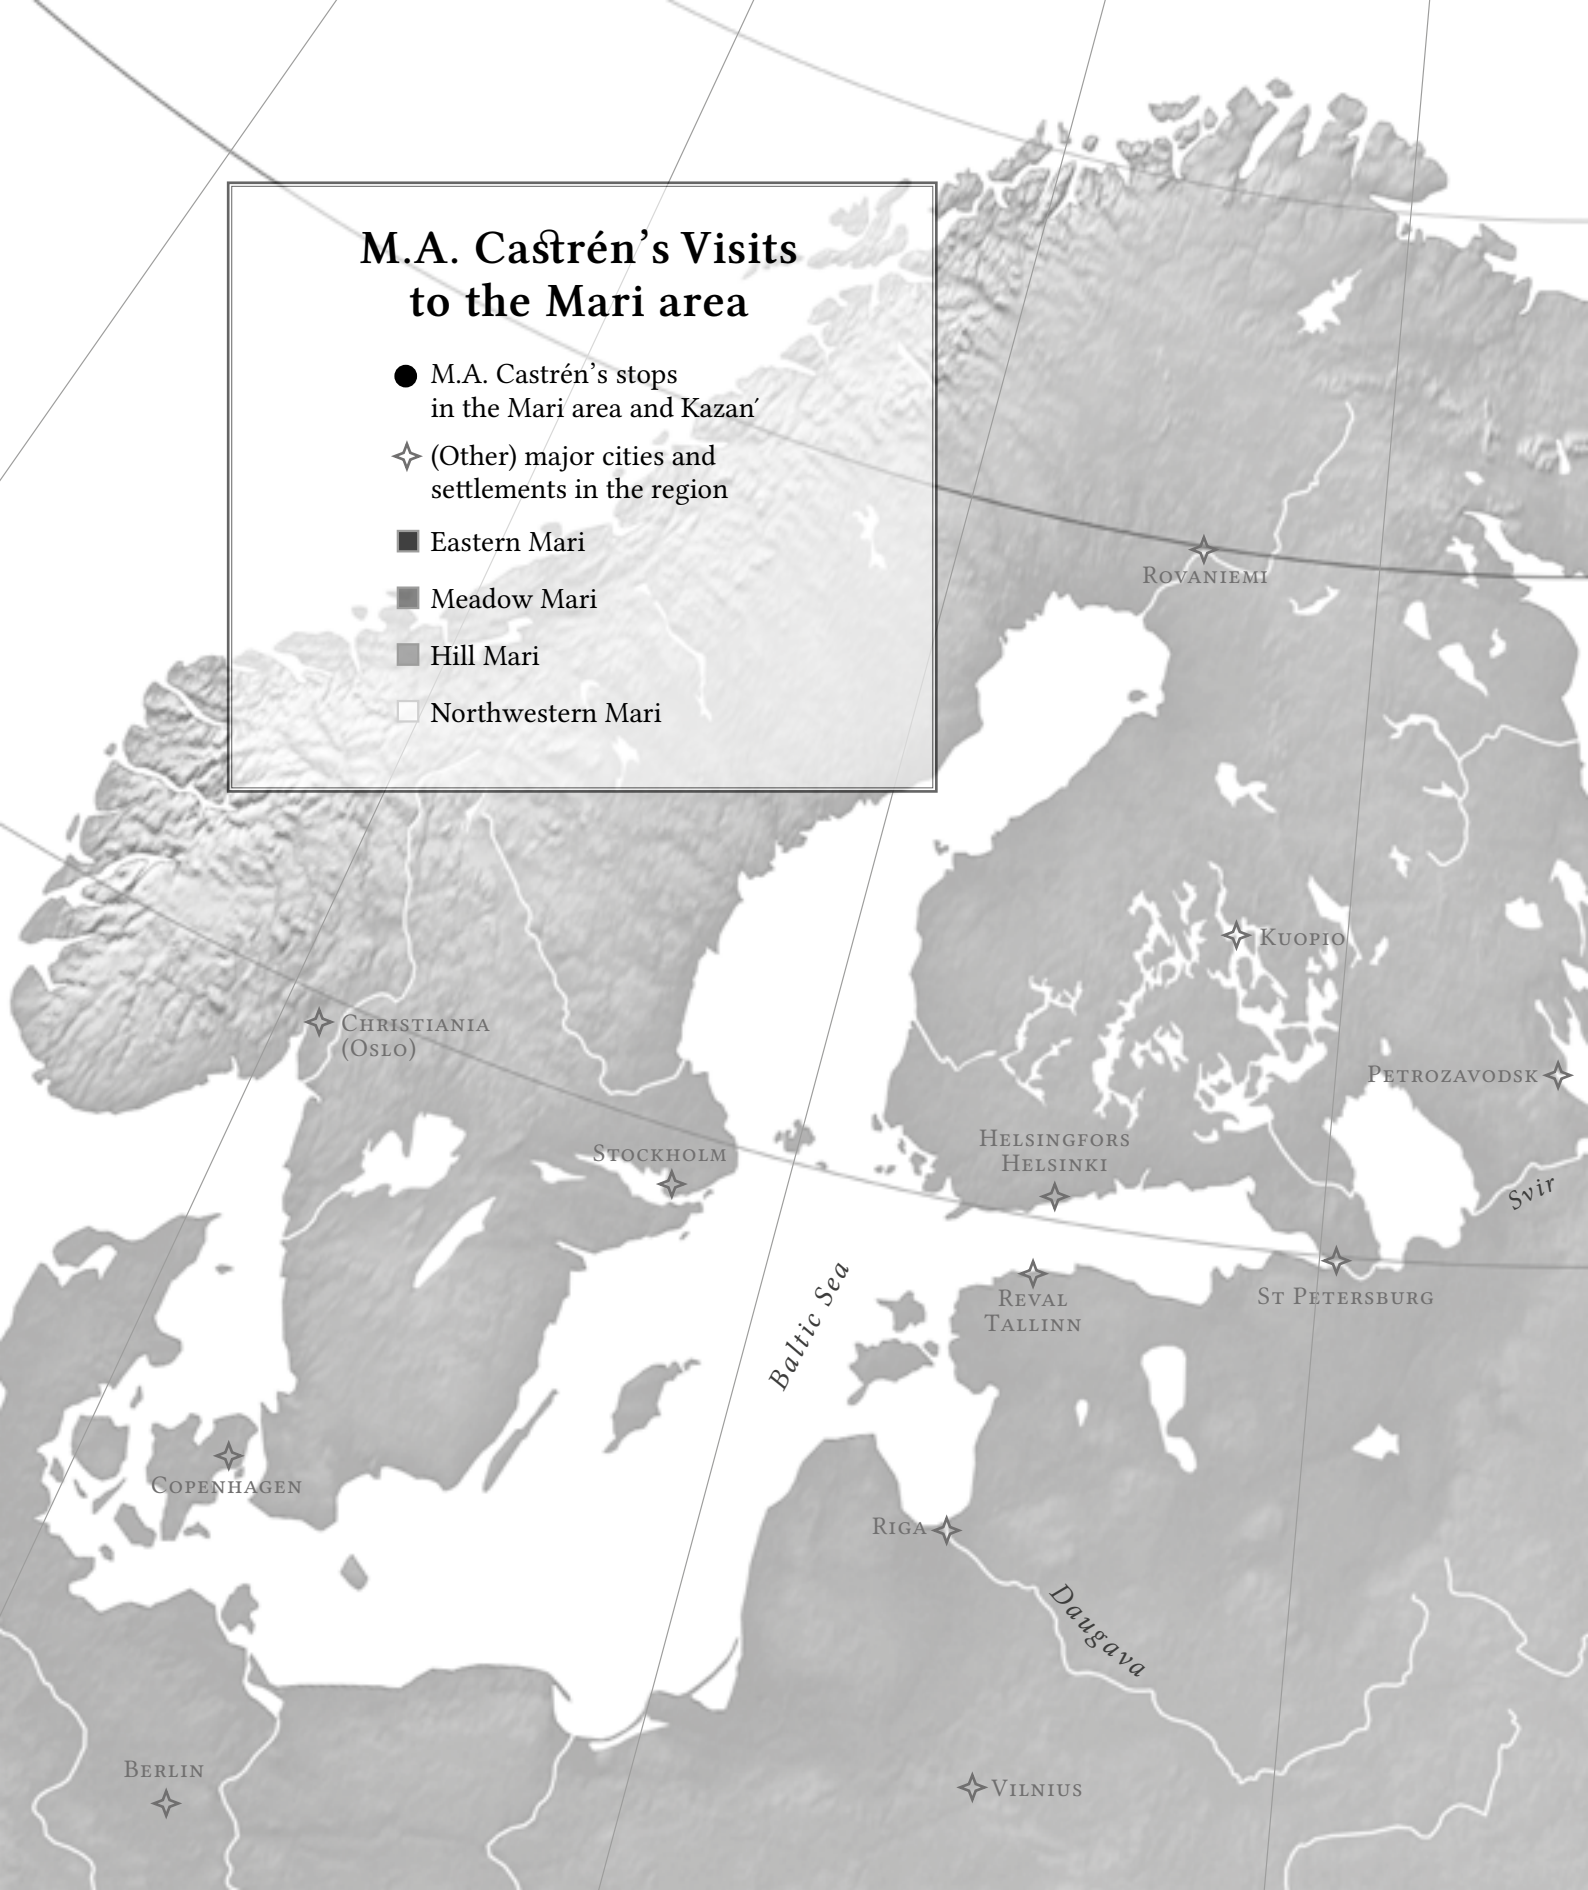 M.A. Castrén’s Visits
to the Mari area
M.A. Castrén’s stops
in the Mari area and Kazan´
(Other) major cities and
settlements in the region
Eastern Mari
Meadow Mari
Hill Mari
Northwestern Mari
Rovaniemi
Kuopio
Christiania
(Oslo)
Petrozavodsk
Stockholm
Helsingfors
Helsinki
Svir
Baltic Sea
Reval
Tallinn
St Petersburg
Copenhagen
Riga
Daugava
Berlin
Vilnius